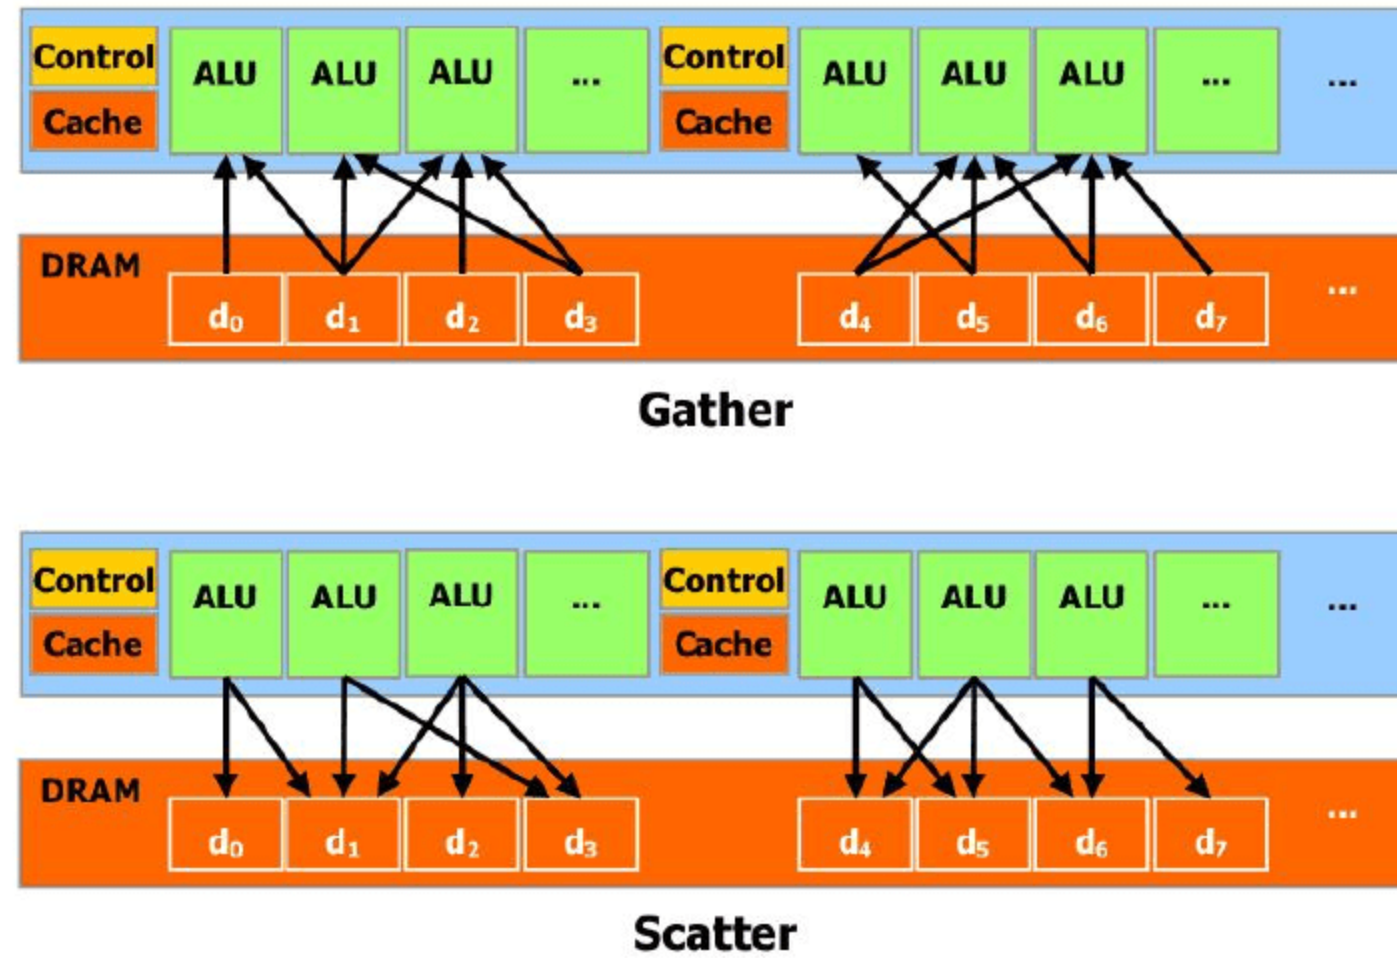 Control ALU ALU ALU ... Control ALU ALU ALU ... ...
Cache Cache
DRAM ...
d₀ d₁ d₂ d₃ d₄ d₅ d₆ d₇
Gather
Control ALU ALU ALU ... Control ALU ALU ALU ... ...
Cache Cache
DRAM ...
d₀ d₁ d₂ d₃ d₄ d₅ d₆ d₇
Scatter